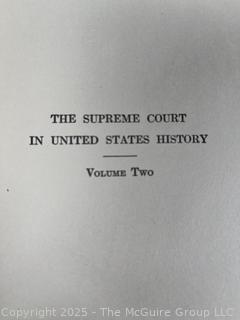 THE SUPREME COURT
IN UNITED STATES HISTORY
VOLUME TWO
Copyright 2025 - The McGuire Group LLC